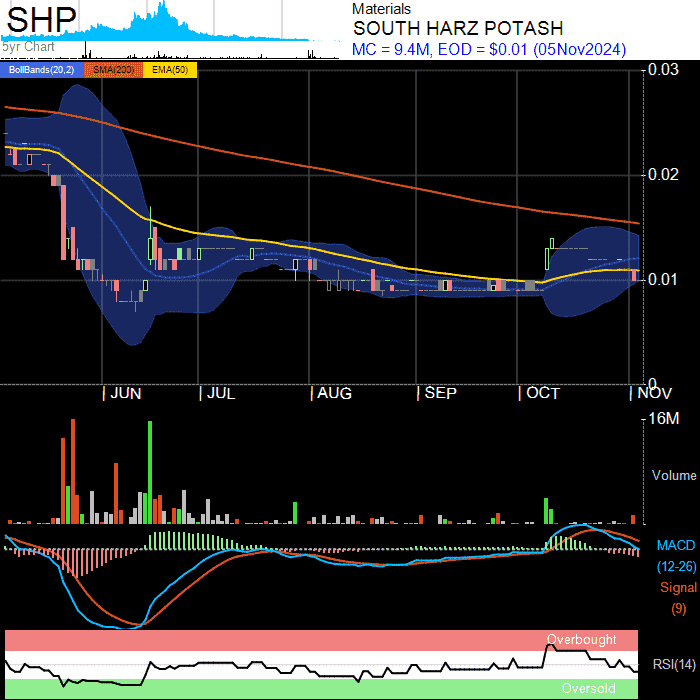 SHP
5yr Chart
Materials
SOUTH HARZ POTASH
MC = 9.4M, EOD = $0.01 (05Nov2024)
BollBands(20,2) SMA(200) EMA(50)
0.03
0.02
0.01
0
JUN JUL AUG SEP OCT NOV
16M
Volume
MACD
(12-26)
Signal
(9)
Overbought
RSI(14)
Oversold